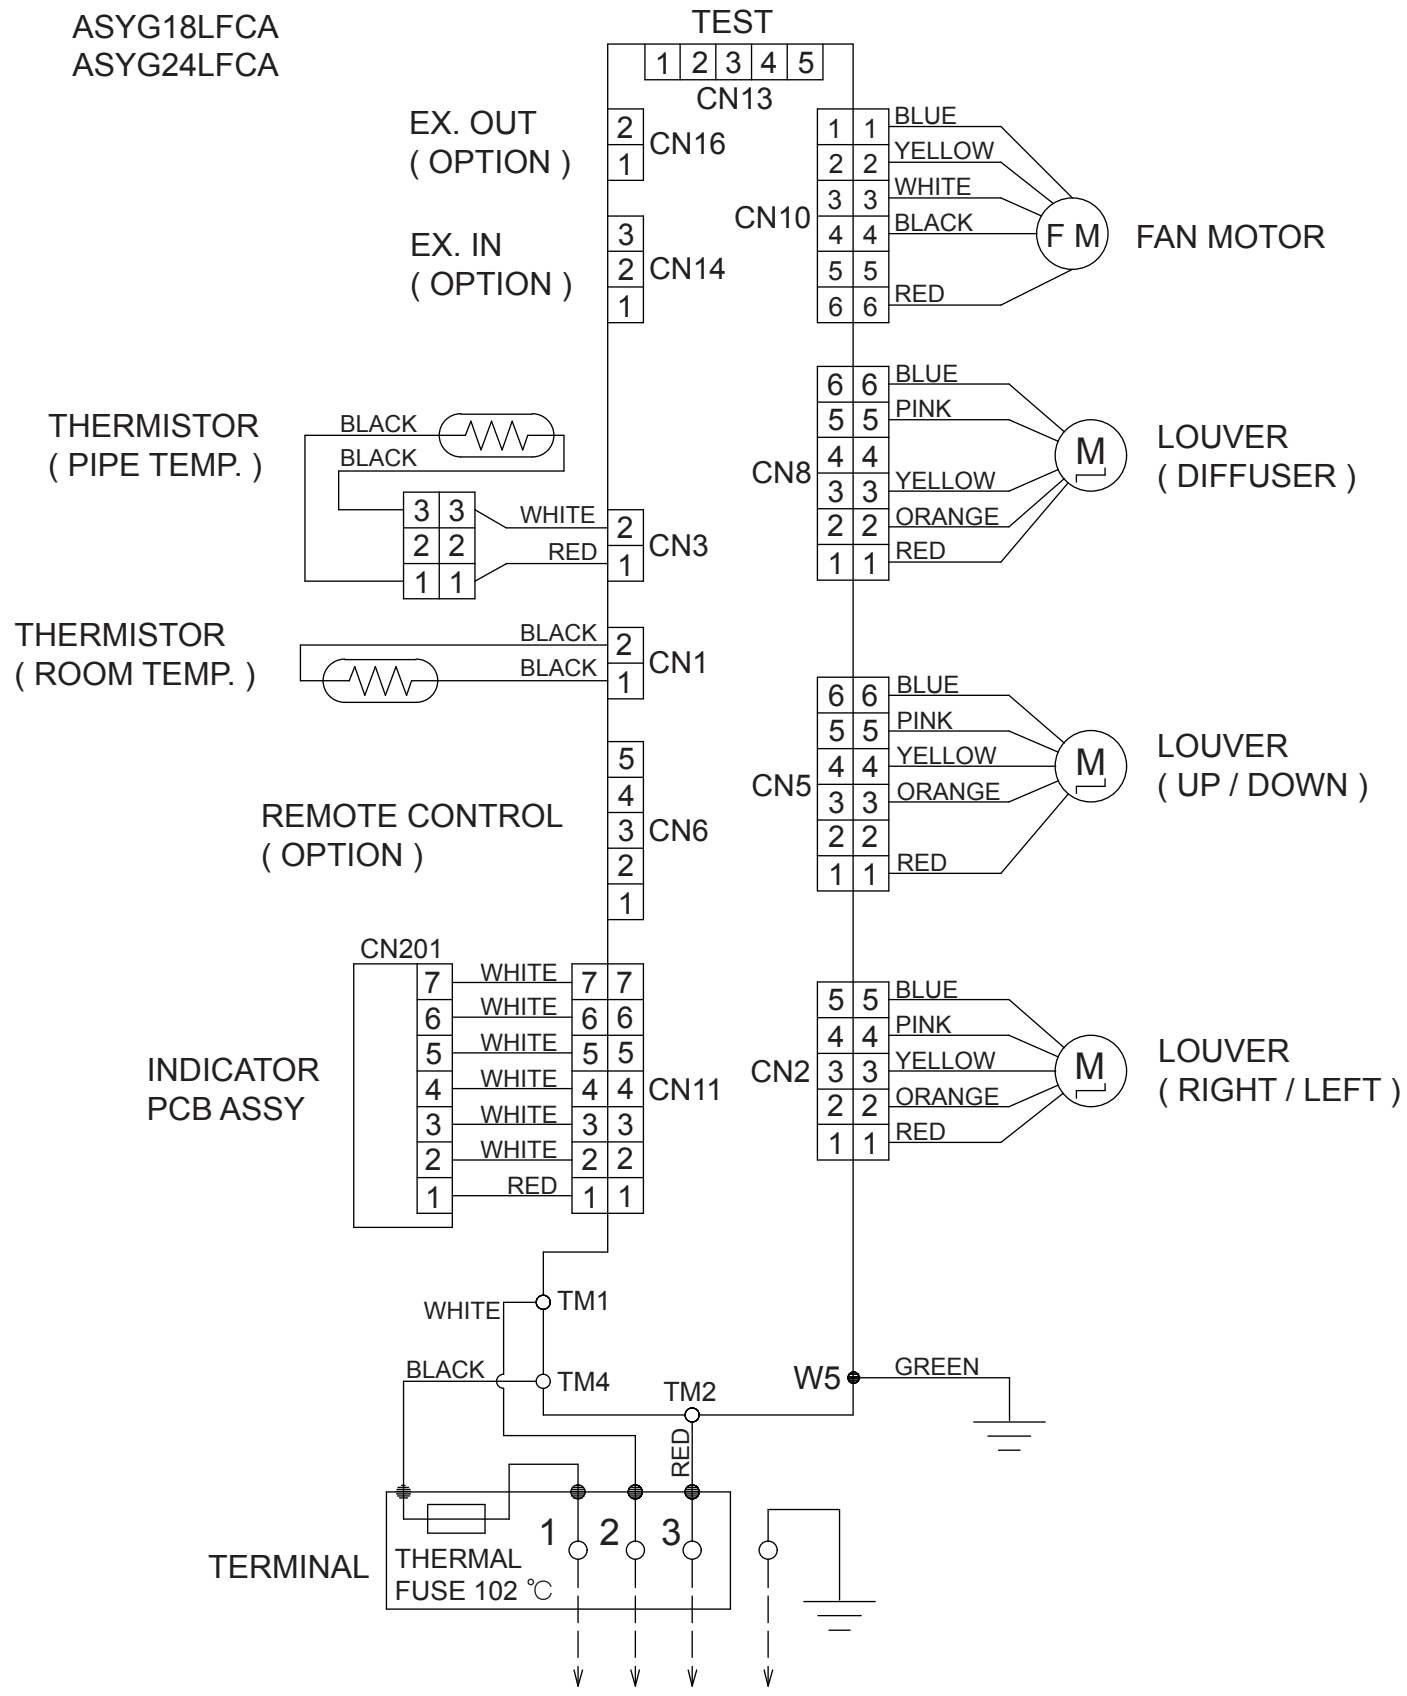 ASYG18LFCA
ASYG24LFCA
TEST
1 2 3 4 5
CN13
EX. OUT
( OPTION )
2
1
CN16
EX. IN
( OPTION )
3
2
1
CN14
CN10
1 1 BLUE
2 2 YELLOW
3 3 WHITE
4 4 BLACK
5 5
6 6 RED
F M
FAN MOTOR
THERMISTOR
( PIPE TEMP. )
BLACK
BLACK
3 3 WHITE
2 2 RED
1 1
2
1
CN3
CN8
6 6 BLUE
5 5 PINK
4 4
3 3 YELLOW
2 2 ORANGE
1 1 RED
M
LOUVER
( DIFFUSER )
THERMISTOR
( ROOM TEMP. )
BLACK 2
BLACK 1
CN1
CN5
6 6 BLUE
5 5 PINK
4 4 YELLOW
3 3 ORANGE
2 2
1 1 RED
M
LOUVER
( UP / DOWN )
REMOTE CONTROL
( OPTION )
5
4
3
2
1
CN6
INDICATOR
PCB ASSY
CN201
7 WHITE 7 7
6 WHITE 6 6
5 WHITE 5 5
4 WHITE 4 4
3 WHITE 3 3
2 WHITE 2 2
1 RED 1 1
CN11
CN2
5 5 BLUE
4 4 PINK
3 3 YELLOW
2 2 ORANGE
1 1 RED
M
LOUVER
( RIGHT / LEFT )
WHITE TM1
BLACK TM4
TM2
RED
W5 GREEN
TERMINAL
1 2 3
THERMAL
FUSE 102 °C